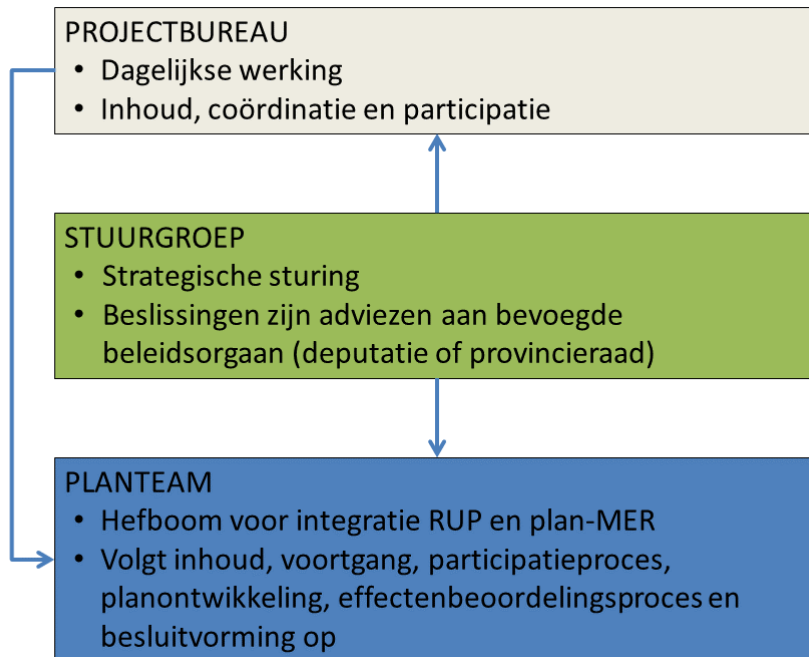 PROJECTBUREAU
• Dagelijkse werking
• Inhoud, coördinatie en participatie
STUURGROEP
• Strategische sturing
• Beslissingen zijn adviezen aan bevoegde
beleidsorgaan (deputatie of provincieraad)
PLANTEAM
• Hefboom voor integratie RUP en plan-MER
• Volgt inhoud, voortgang, participatieproces,
planontwikkeling, effectenbeoordelingsproces en
besluitvorming op